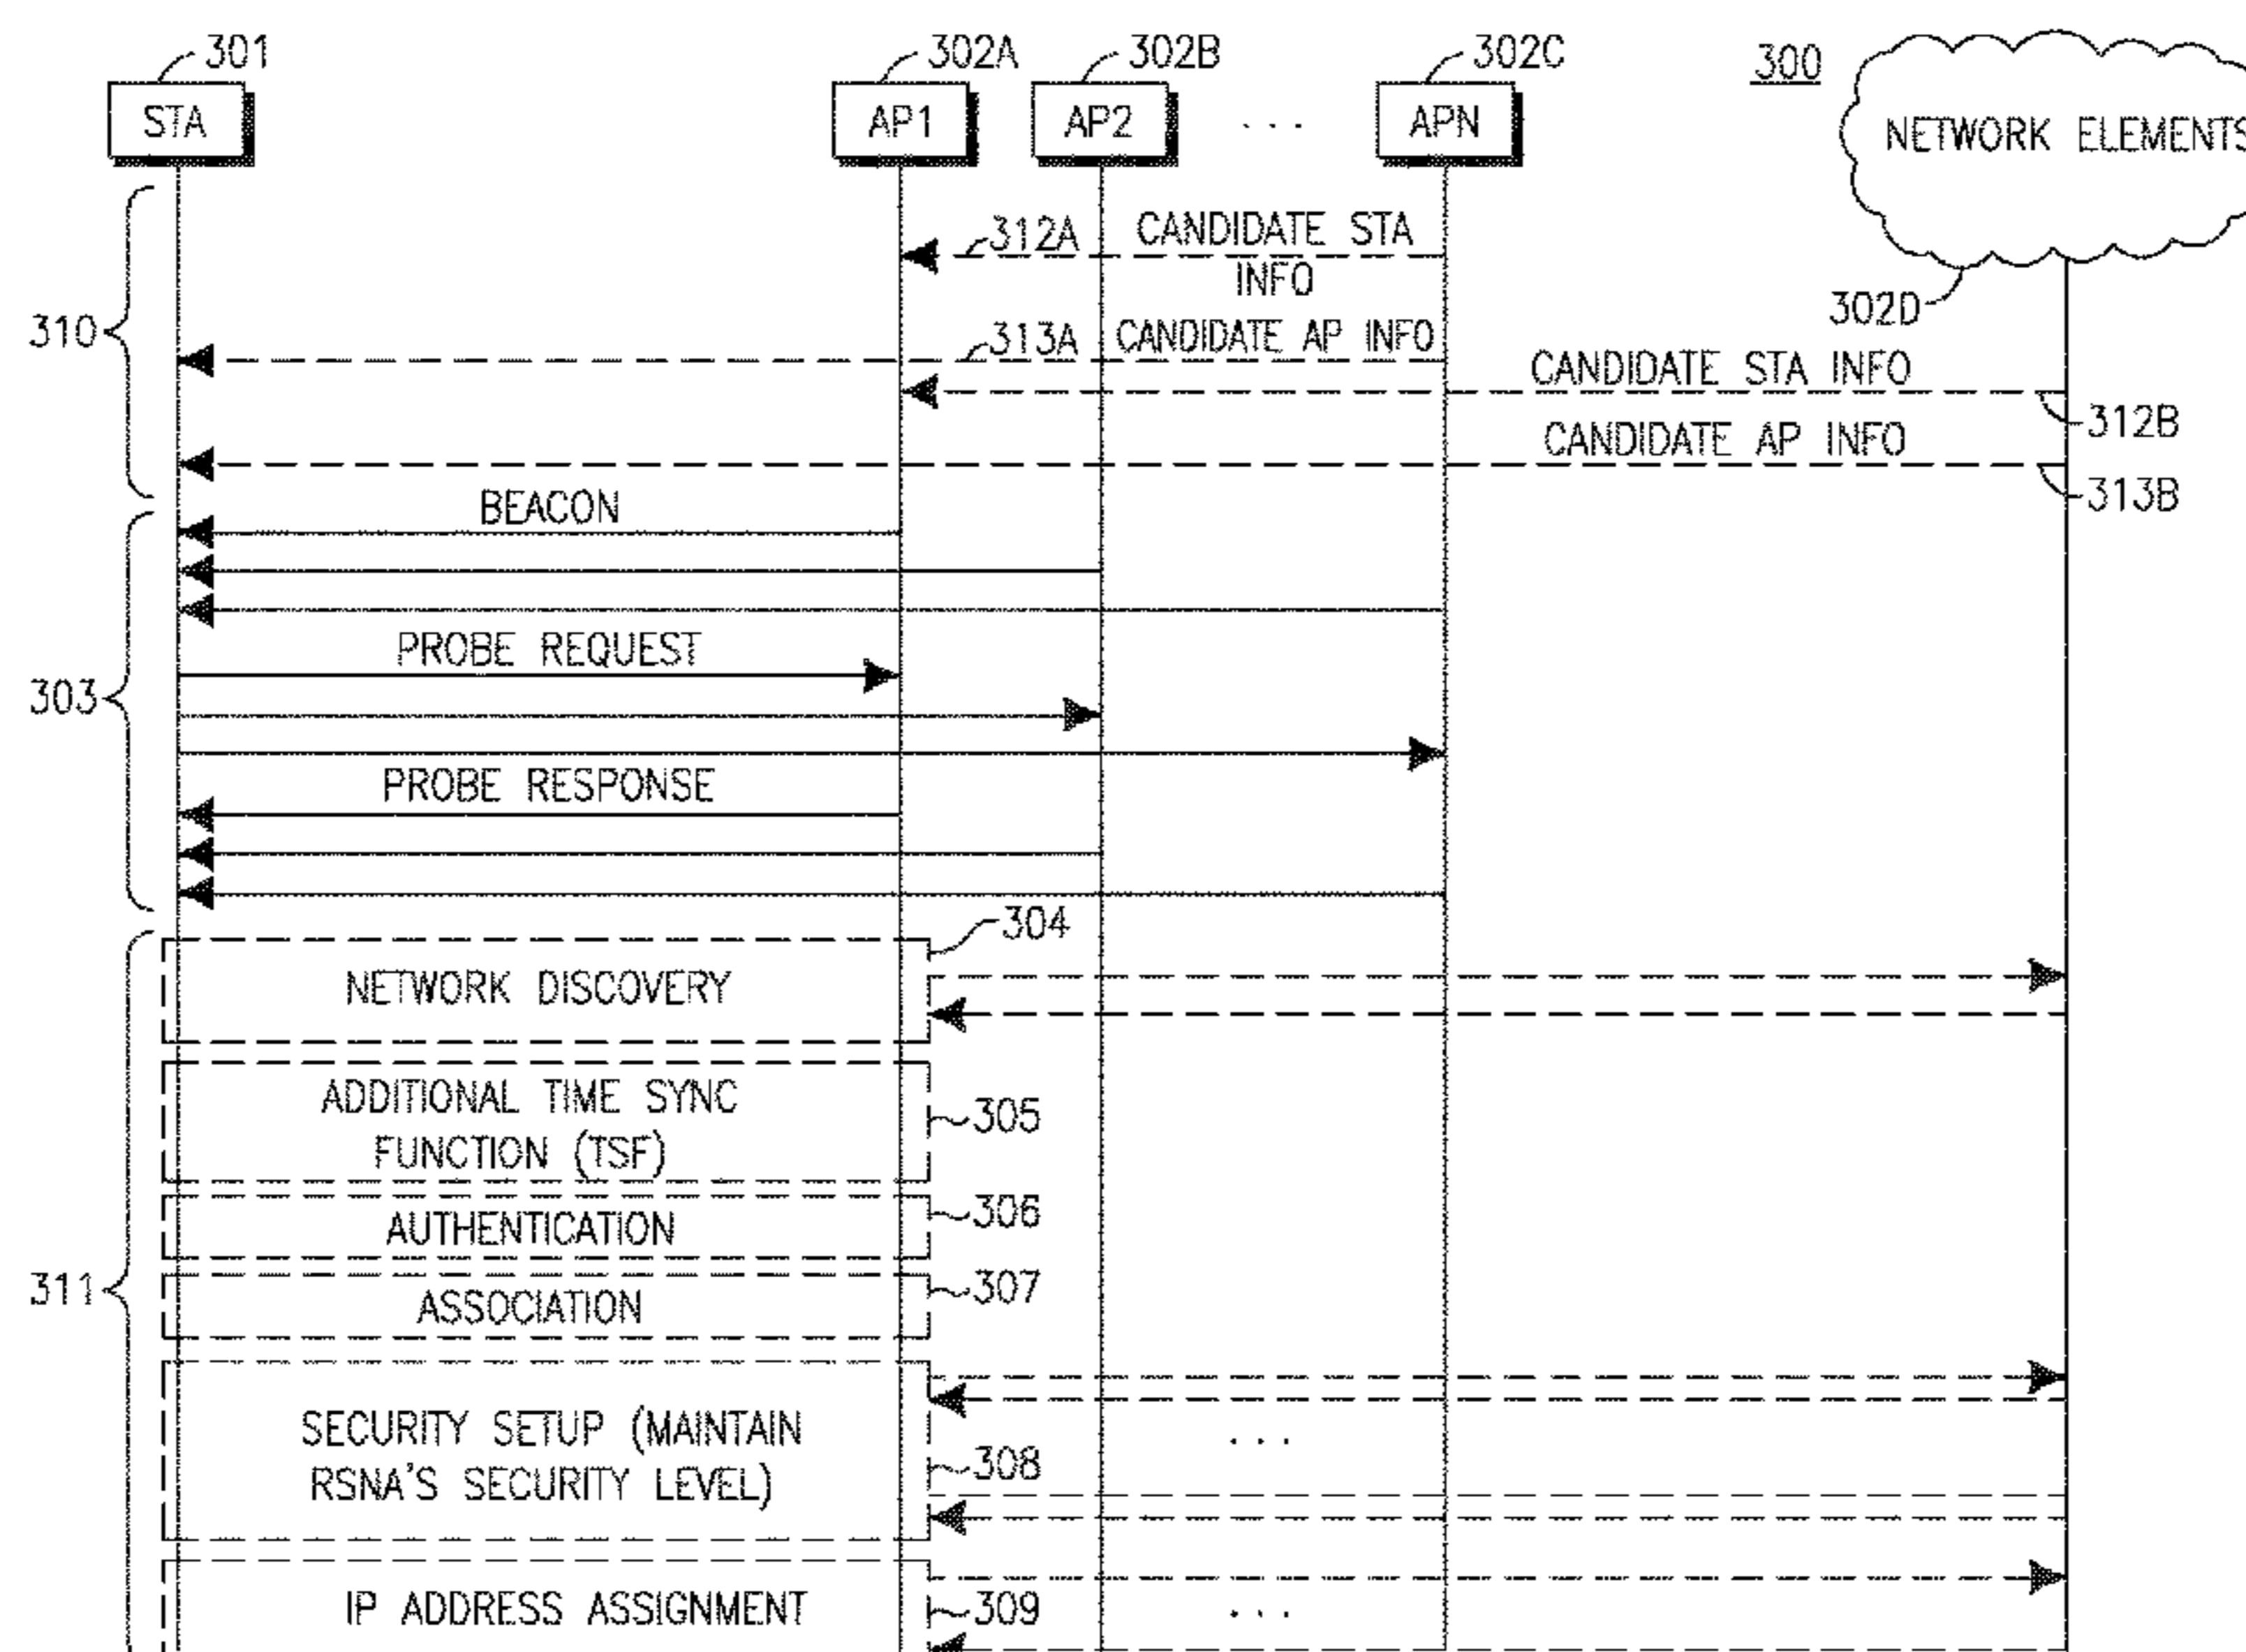 301
302A
302B
302C
300
STA
AP1
AP2
. . .
APN
NETWORK ELEMENTS
312A
CANDIDATE STA
INFO
302D
310
313A
CANDIDATE AP INFO
CANDIDATE STA INFO
312B
CANDIDATE AP INFO
313B
BEACON
PROBE REQUEST
303
PROBE RESPONSE
304
NETWORK DISCOVERY
ADDITIONAL TIME SYNC
FUNCTION (TSF)
305
AUTHENTICATION
306
311
ASSOCIATION
307
SECURITY SETUP (MAINTAIN
RSNA'S SECURITY LEVEL)
. . .
308
IP ADDRESS ASSIGNMENT
309
. . .